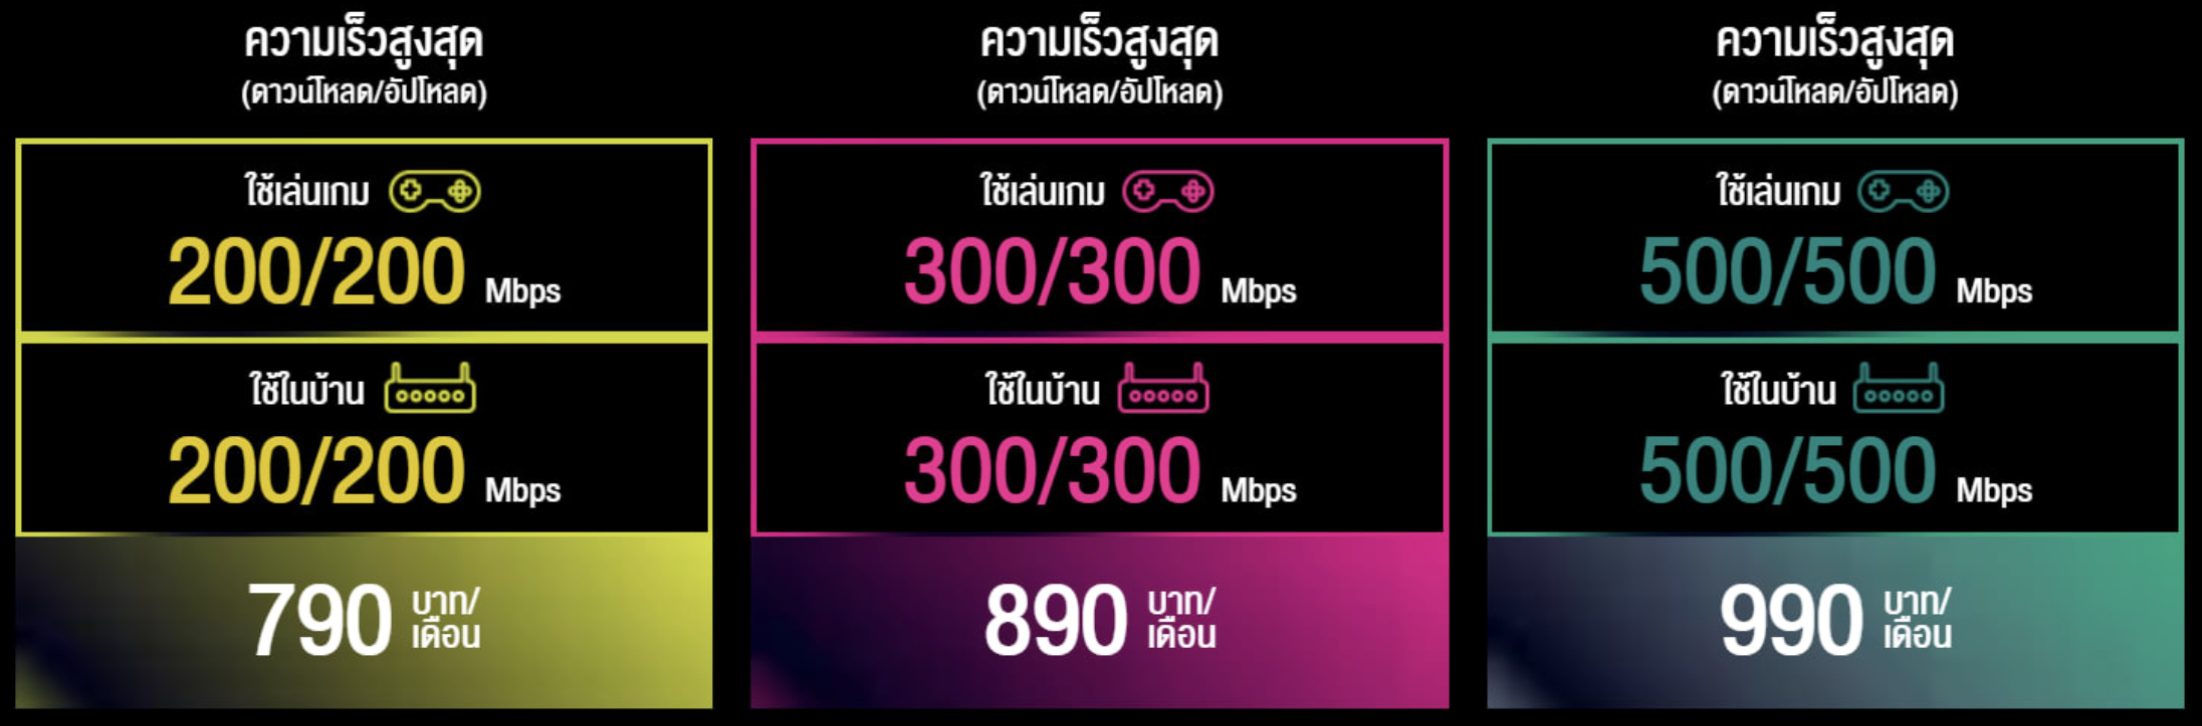 ความเร็วสูงสุด
(ดาวน์โหลด/อัปโหลด)
ใช้เล่นเกม
200/200 Mbps
ใช้ในบ้าน
200/200 Mbps
790 บาท/
เดือน
ความเร็วสูงสุด
(ดาวน์โหลด/อัปโหลด)
ใช้เล่นเกม
300/300 Mbps
ใช้ในบ้าน
300/300 Mbps
890 บาท/
เดือน
ความเร็วสูงสุด
(ดาวน์โหลด/อัปโหลด)
ใช้เล่นเกม
500/500 Mbps
ใช้ในบ้าน
500/500 Mbps
990 บาท/
เดือน